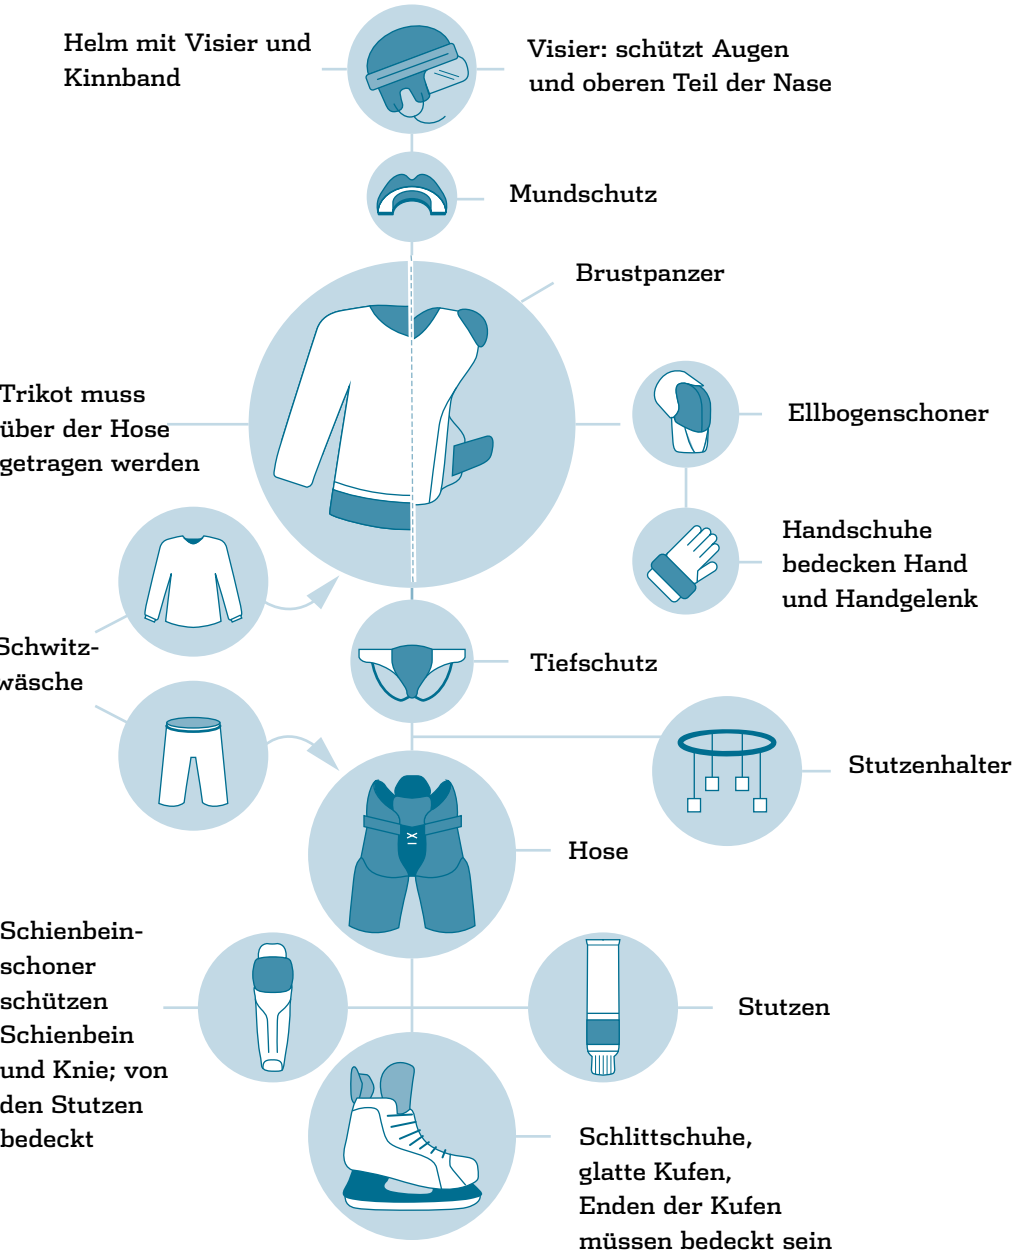 Helm mit Visier und
Kinnband
Visier: schützt Augen
und oberen Teil der Nase
Mundschutz
Brustpanzer
Trikot muss
über der Hose
getragen werden
Ellbogenschoner
Handschuhe
bedecken Hand
und Handgelenk
Schwitz-
wäsche
Tiefschutz
Stutzenhalter
Hose
Schienbein-
schoner
schützen
Schienbein
und Knie; von
den Stutzen
bedeckt
Stutzen
Schlittschuhe,
glatte Kufen,
Enden der Kufen
müssen bedeckt sein